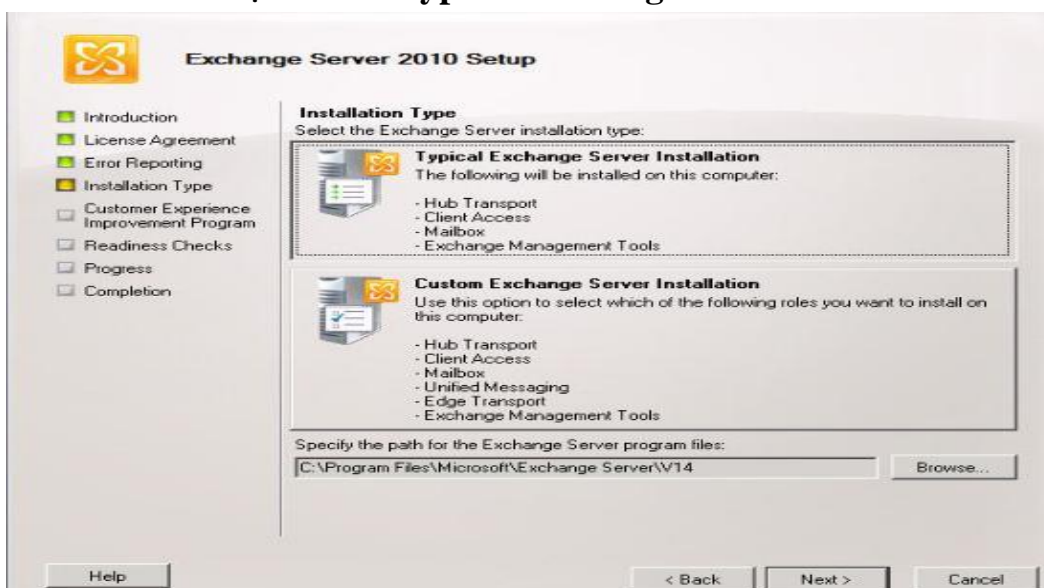 Exchange Server 2010 Setup
Introduction
License Agreement
Error Reporting
Installation Type
Customer Experience
Improvement Program
Readiness Checks
Progress
Completion
Installation Type
Select the Exchange Server installation type:
Typical Exchange Server Installation
The following will be installed on this computer:
- Hub Transport
- Client Access
- Mailbox
- Exchange Management Tools
Custom Exchange Server Installation
Use this option to select which of the following roles you want to install on
this computer:
- Hub Transport
- Client Access
- Mailbox
- Unified Messaging
- Edge Transport
- Exchange Management Tools
Specify the path for the Exchange Server program files:
C:\Program Files\Microsoft\Exchange Server\V14
Browse...
Help
< Back
Next >
Cancel